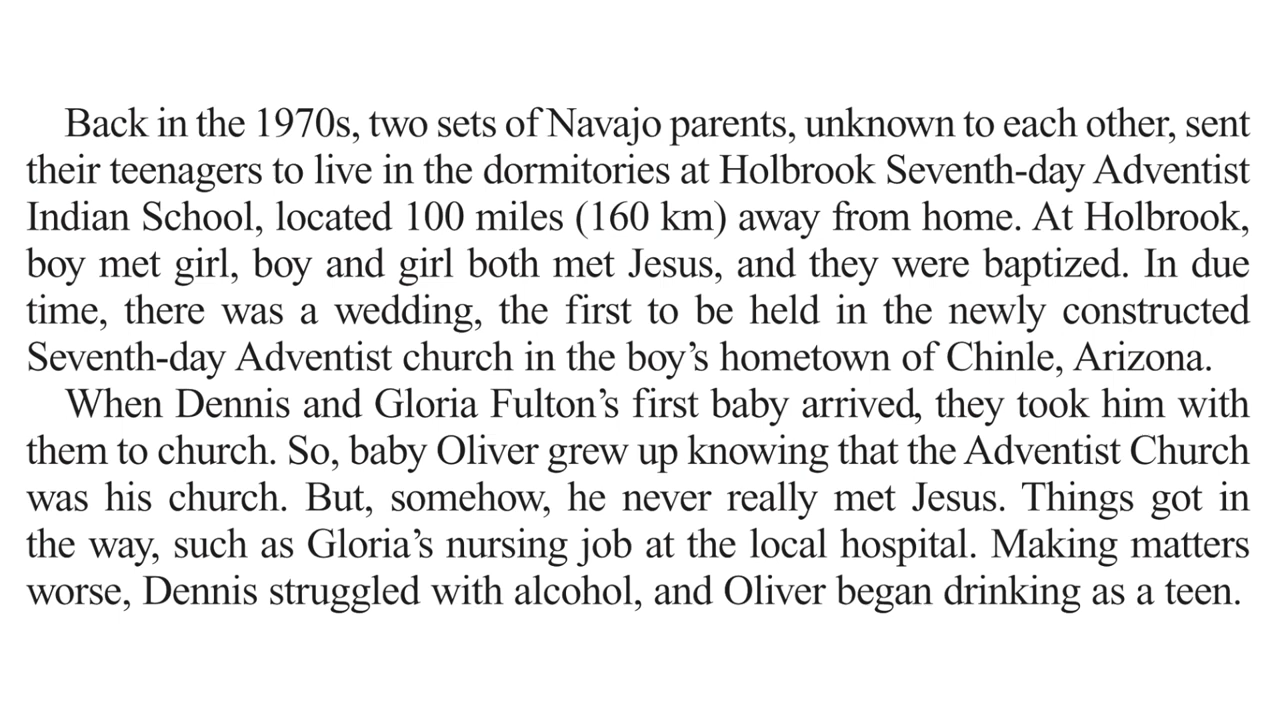 Back in the 1970s, two sets of Navajo parents, unknown to each other, sent
their teenagers to live in the dormitories at Holbrook Seventh-day Adventist
Indian School, located 100 miles (160 km) away from home. At Holbrook,
boy met girl, boy and girl both met Jesus, and they were baptized. In due
time, there was a wedding, the first to be held in the newly constructed
Seventh-day Adventist church in the boy’s hometown of Chinle, Arizona.
When Dennis and Gloria Fulton’s first baby arrived, they took him with
them to church. So, baby Oliver grew up knowing that the Adventist Church
was his church. But, somehow, he never really met Jesus. Things got in
the way, such as Gloria’s nursing job at the local hospital. Making matters
worse, Dennis struggled with alcohol, and Oliver began drinking as a teen.